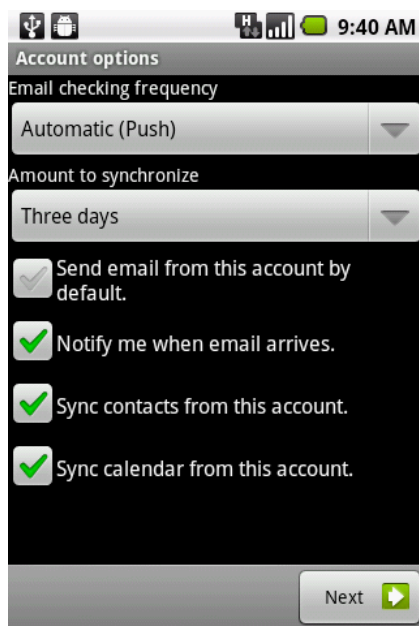 H
9:40 AM
Account options
Email checking frequency
Automatic (Push)
Amount to synchronize
Three days
Send email from this account by
default.
Notify me when email arrives.
Sync contacts from this account.
Sync calendar from this account.
Next